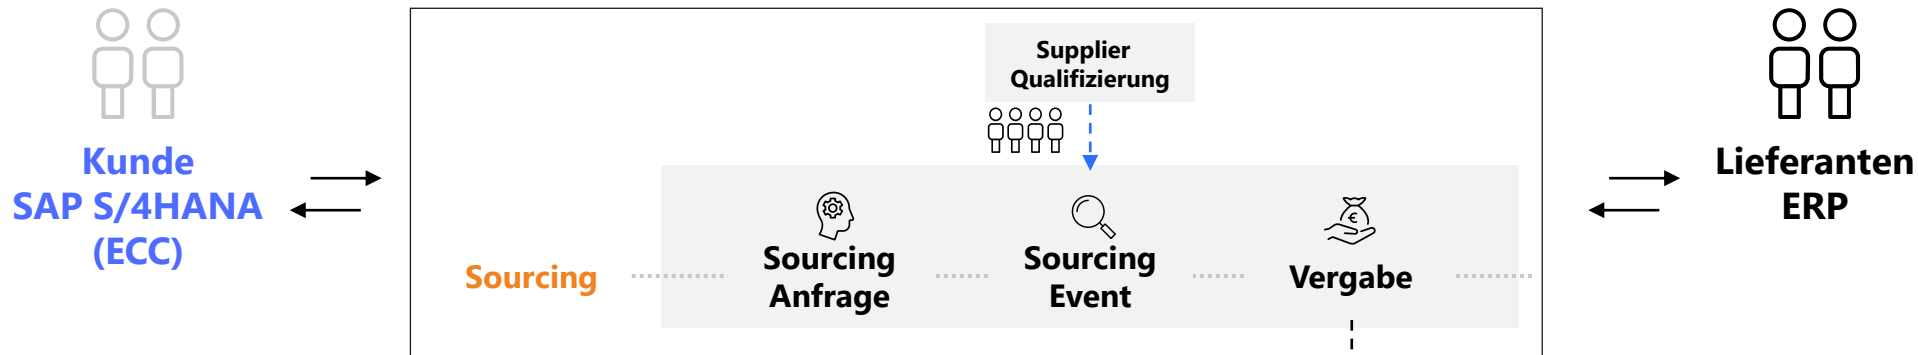 Supplier
Qualifizierung
Kunde
SAP S/4HANA
(ECC)
Lieferanten
ERP
Sourcing
Sourcing
Anfrage
Sourcing
Event
€
Vergabe